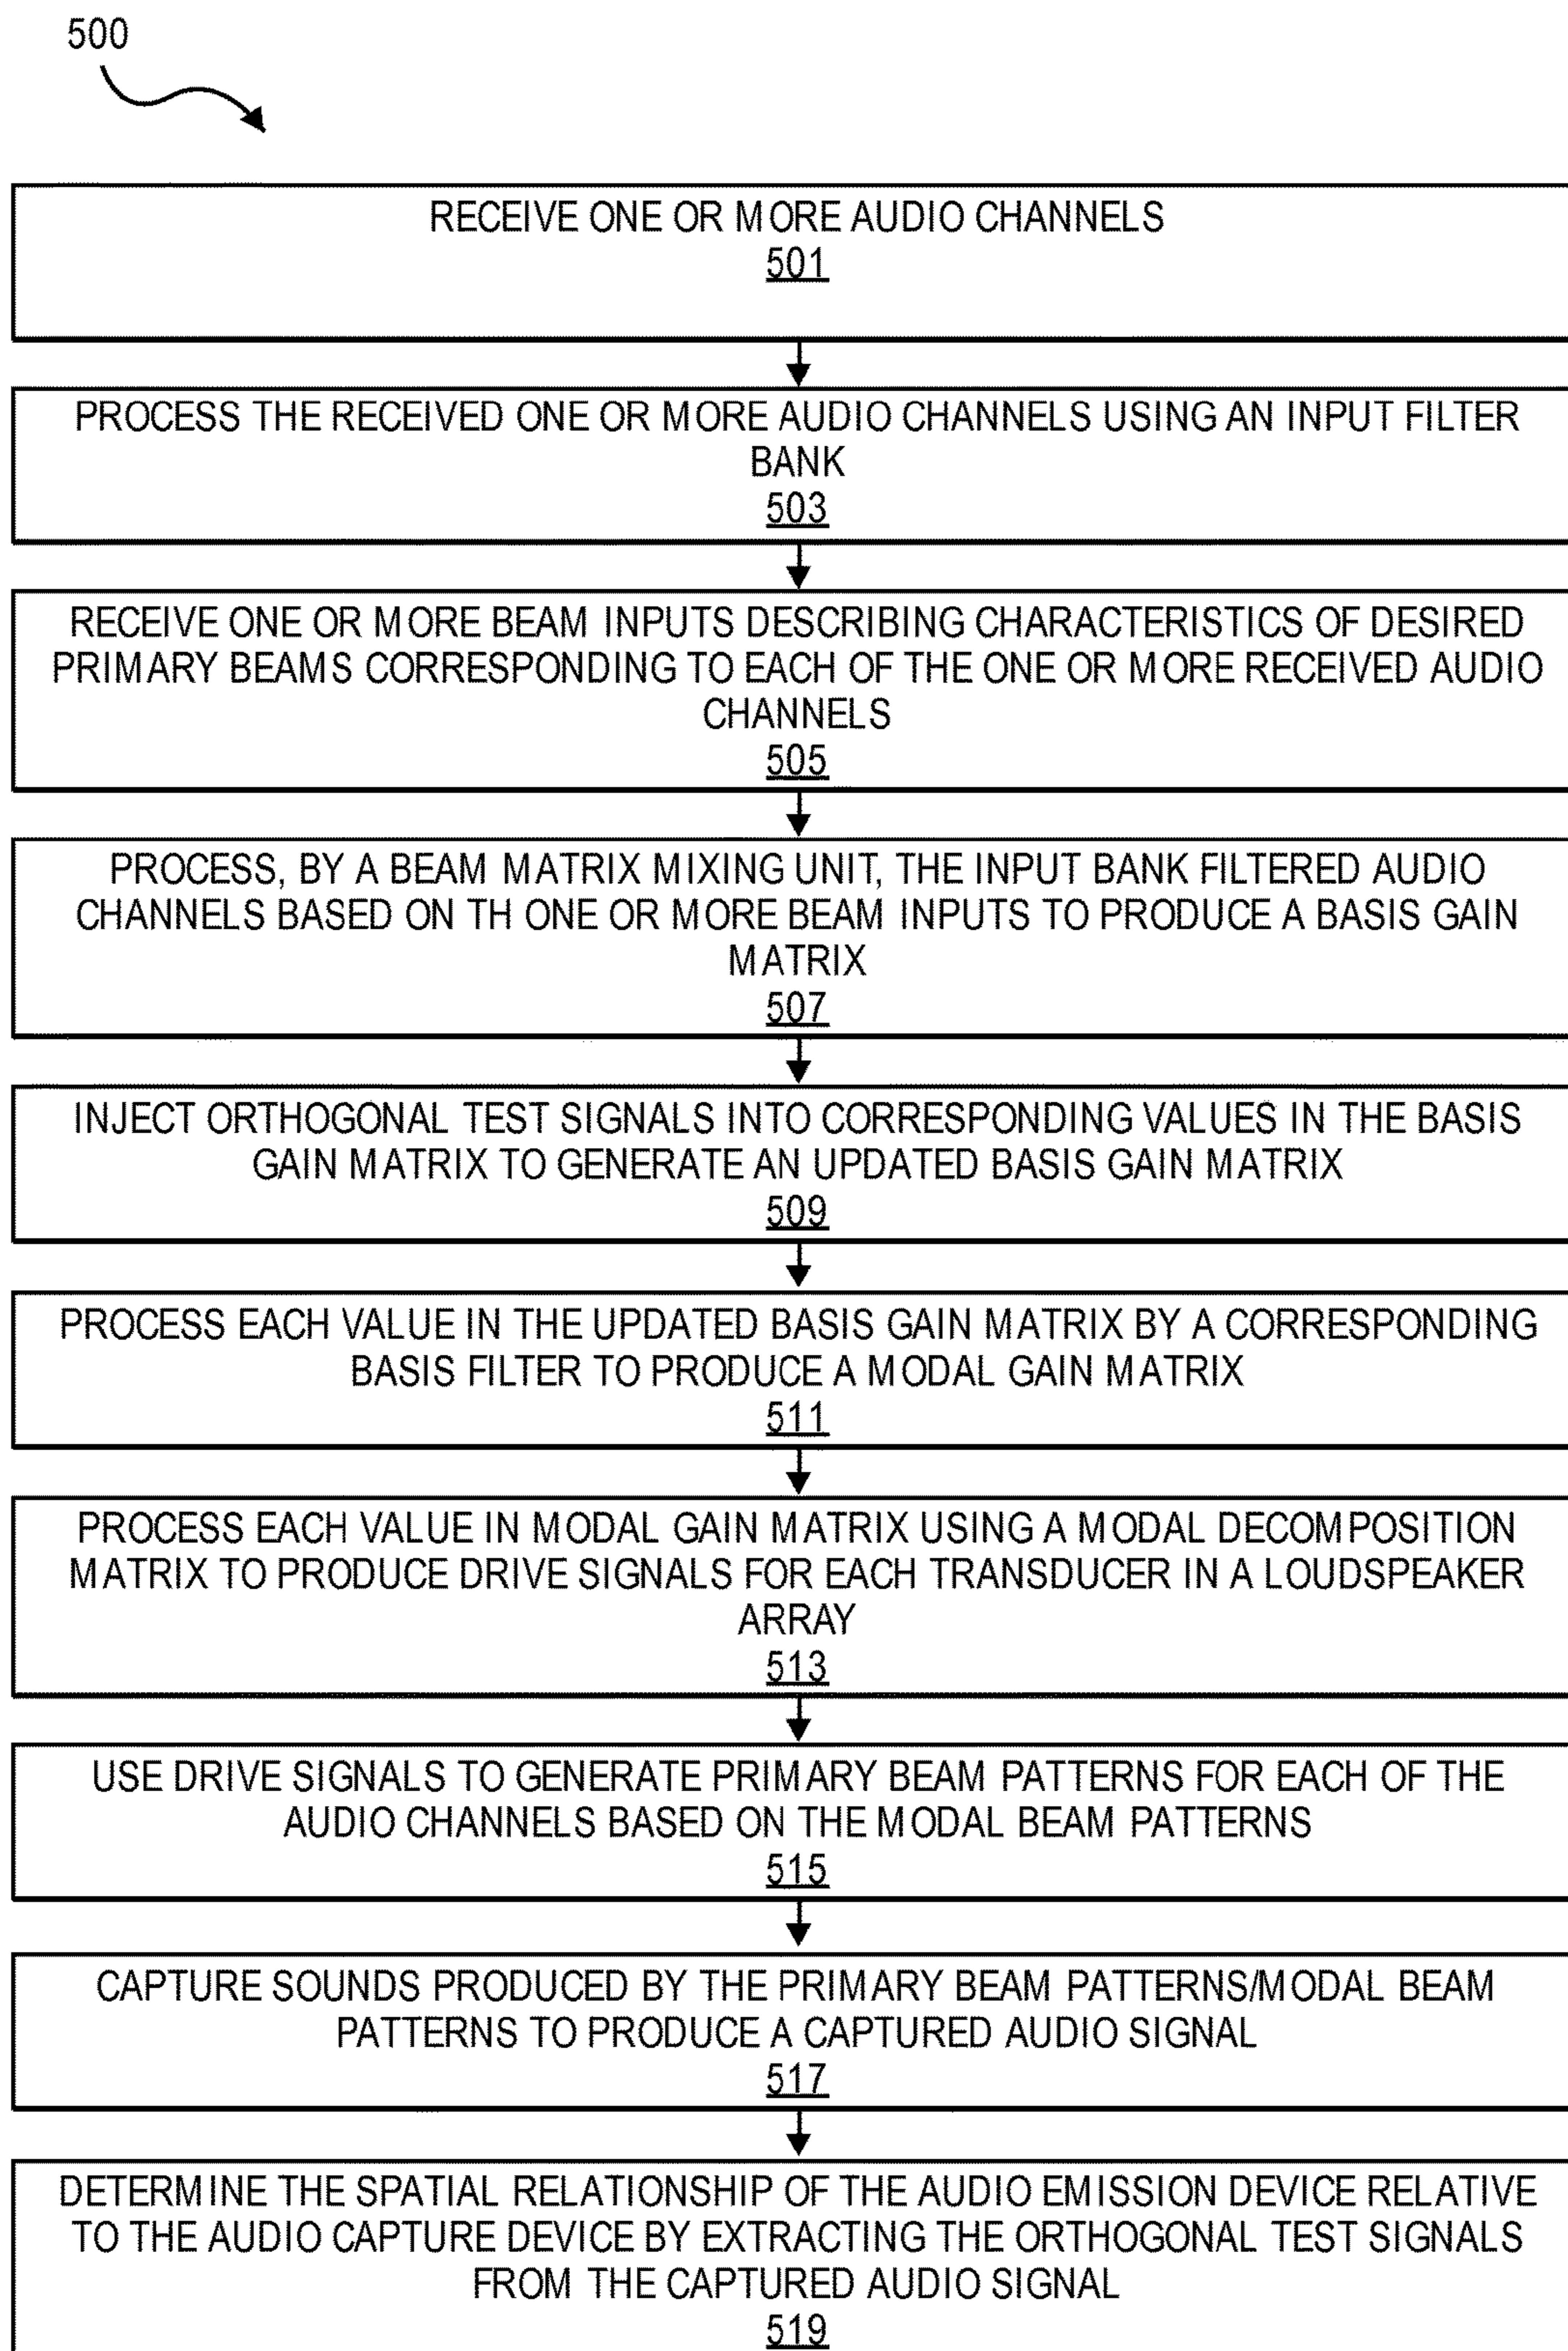 500
RECEIVE ONE OR MORE AUDIO CHANNELS
501
PROCESS THE RECEIVED ONE OR MORE AUDIO CHANNELS USING AN INPUT FILTER
BANK
503
RECEIVE ONE OR MORE BEAM INPUTS DESCRIBING CHARACTERISTICS OF DESIRED
PRIMARY BEAMS CORRESPONDING TO EACH OF THE ONE OR MORE RECEIVED AUDIO
CHANNELS
505
PROCESS, BY A BEAM MATRIX MIXING UNIT, THE INPUT BANK FILTERED AUDIO
CHANNELS BASED ON TH ONE OR MORE BEAM INPUTS TO PRODUCE A BASIS GAIN
MATRIX
507
INJECT ORTHOGONAL TEST SIGNALS INTO CORRESPONDING VALUES IN THE BASIS
GAIN MATRIX TO GENERATE AN UPDATED BASIS GAIN MATRIX
509
PROCESS EACH VALUE IN THE UPDATED BASIS GAIN MATRIX BY A CORRESPONDING
BASIS FILTER TO PRODUCE A MODAL GAIN MATRIX
511
PROCESS EACH VALUE IN MODAL GAIN MATRIX USING A MODAL DECOMPOSITION
MATRIX TO PRODUCE DRIVE SIGNALS FOR EACH TRANSDUCER IN A LOUDSPEAKER
ARRAY
513
USE DRIVE SIGNALS TO GENERATE PRIMARY BEAM PATTERNS FOR EACH OF THE
AUDIO CHANNELS BASED ON THE MODAL BEAM PATTERNS
515
CAPTURE SOUNDS PRODUCED BY THE PRIMARY BEAM PATTERNS/MODAL BEAM
PATTERNS TO PRODUCE A CAPTURED AUDIO SIGNAL
517
DETERMINE THE SPATIAL RELATIONSHIP OF THE AUDIO EMISSION DEVICE RELATIVE
TO THE AUDIO CAPTURE DEVICE BY EXTRACTING THE ORTHOGONAL TEST SIGNALS
FROM THE CAPTURED AUDIO SIGNAL
519